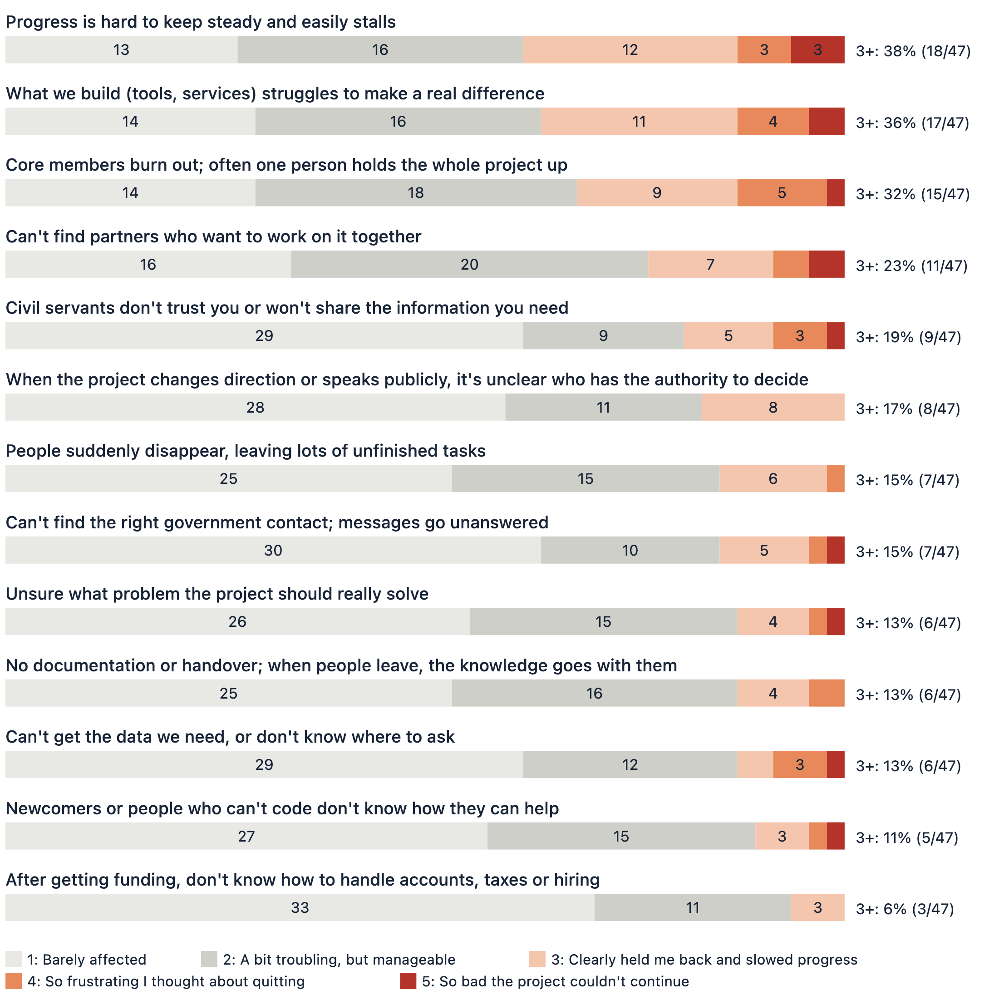 Progress is hard to keep steady and easily stalls
13 16 12 3 3 3+: 38% (18/47)
What we build (tools, services) struggles to make a real difference
14 16 11 4 3+: 36% (17/47)
Core members burn out; often one person holds the whole project up
14 18 9 5 3+: 32% (15/47)
Can't find partners who want to work on it together
16 20 7 3+: 23% (11/47)
Civil servants don't trust you or won't share the information you need
29 9 5 3 3+: 19% (9/47)
When the project changes direction or speaks publicly, it's unclear who has the authority to decide
28 11 8 3+: 17% (8/47)
People suddenly disappear, leaving lots of unfinished tasks
25 15 6 3+: 15% (7/47)
Can't find the right government contact; messages go unanswered
30 10 5 3+: 15% (7/47)
Unsure what problem the project should really solve
26 15 4 3+: 13% (6/47)
No documentation or handover; when people leave, the knowledge goes with them
25 16 4 3+: 13% (6/47)
Can't get the data we need, or don't know where to ask
29 12 3 3+: 13% (6/47)
Newcomers or people who can't code don't know how they can help
27 15 3 3+: 11% (5/47)
After getting funding, don't know how to handle accounts, taxes or hiring
33 11 3 3+: 6% (3/47)
1: Barely affected 2: A bit troubling, but manageable 3: Clearly held me back and slowed progress
4: So frustrating I thought about quitting 5: So bad the project couldn't continue